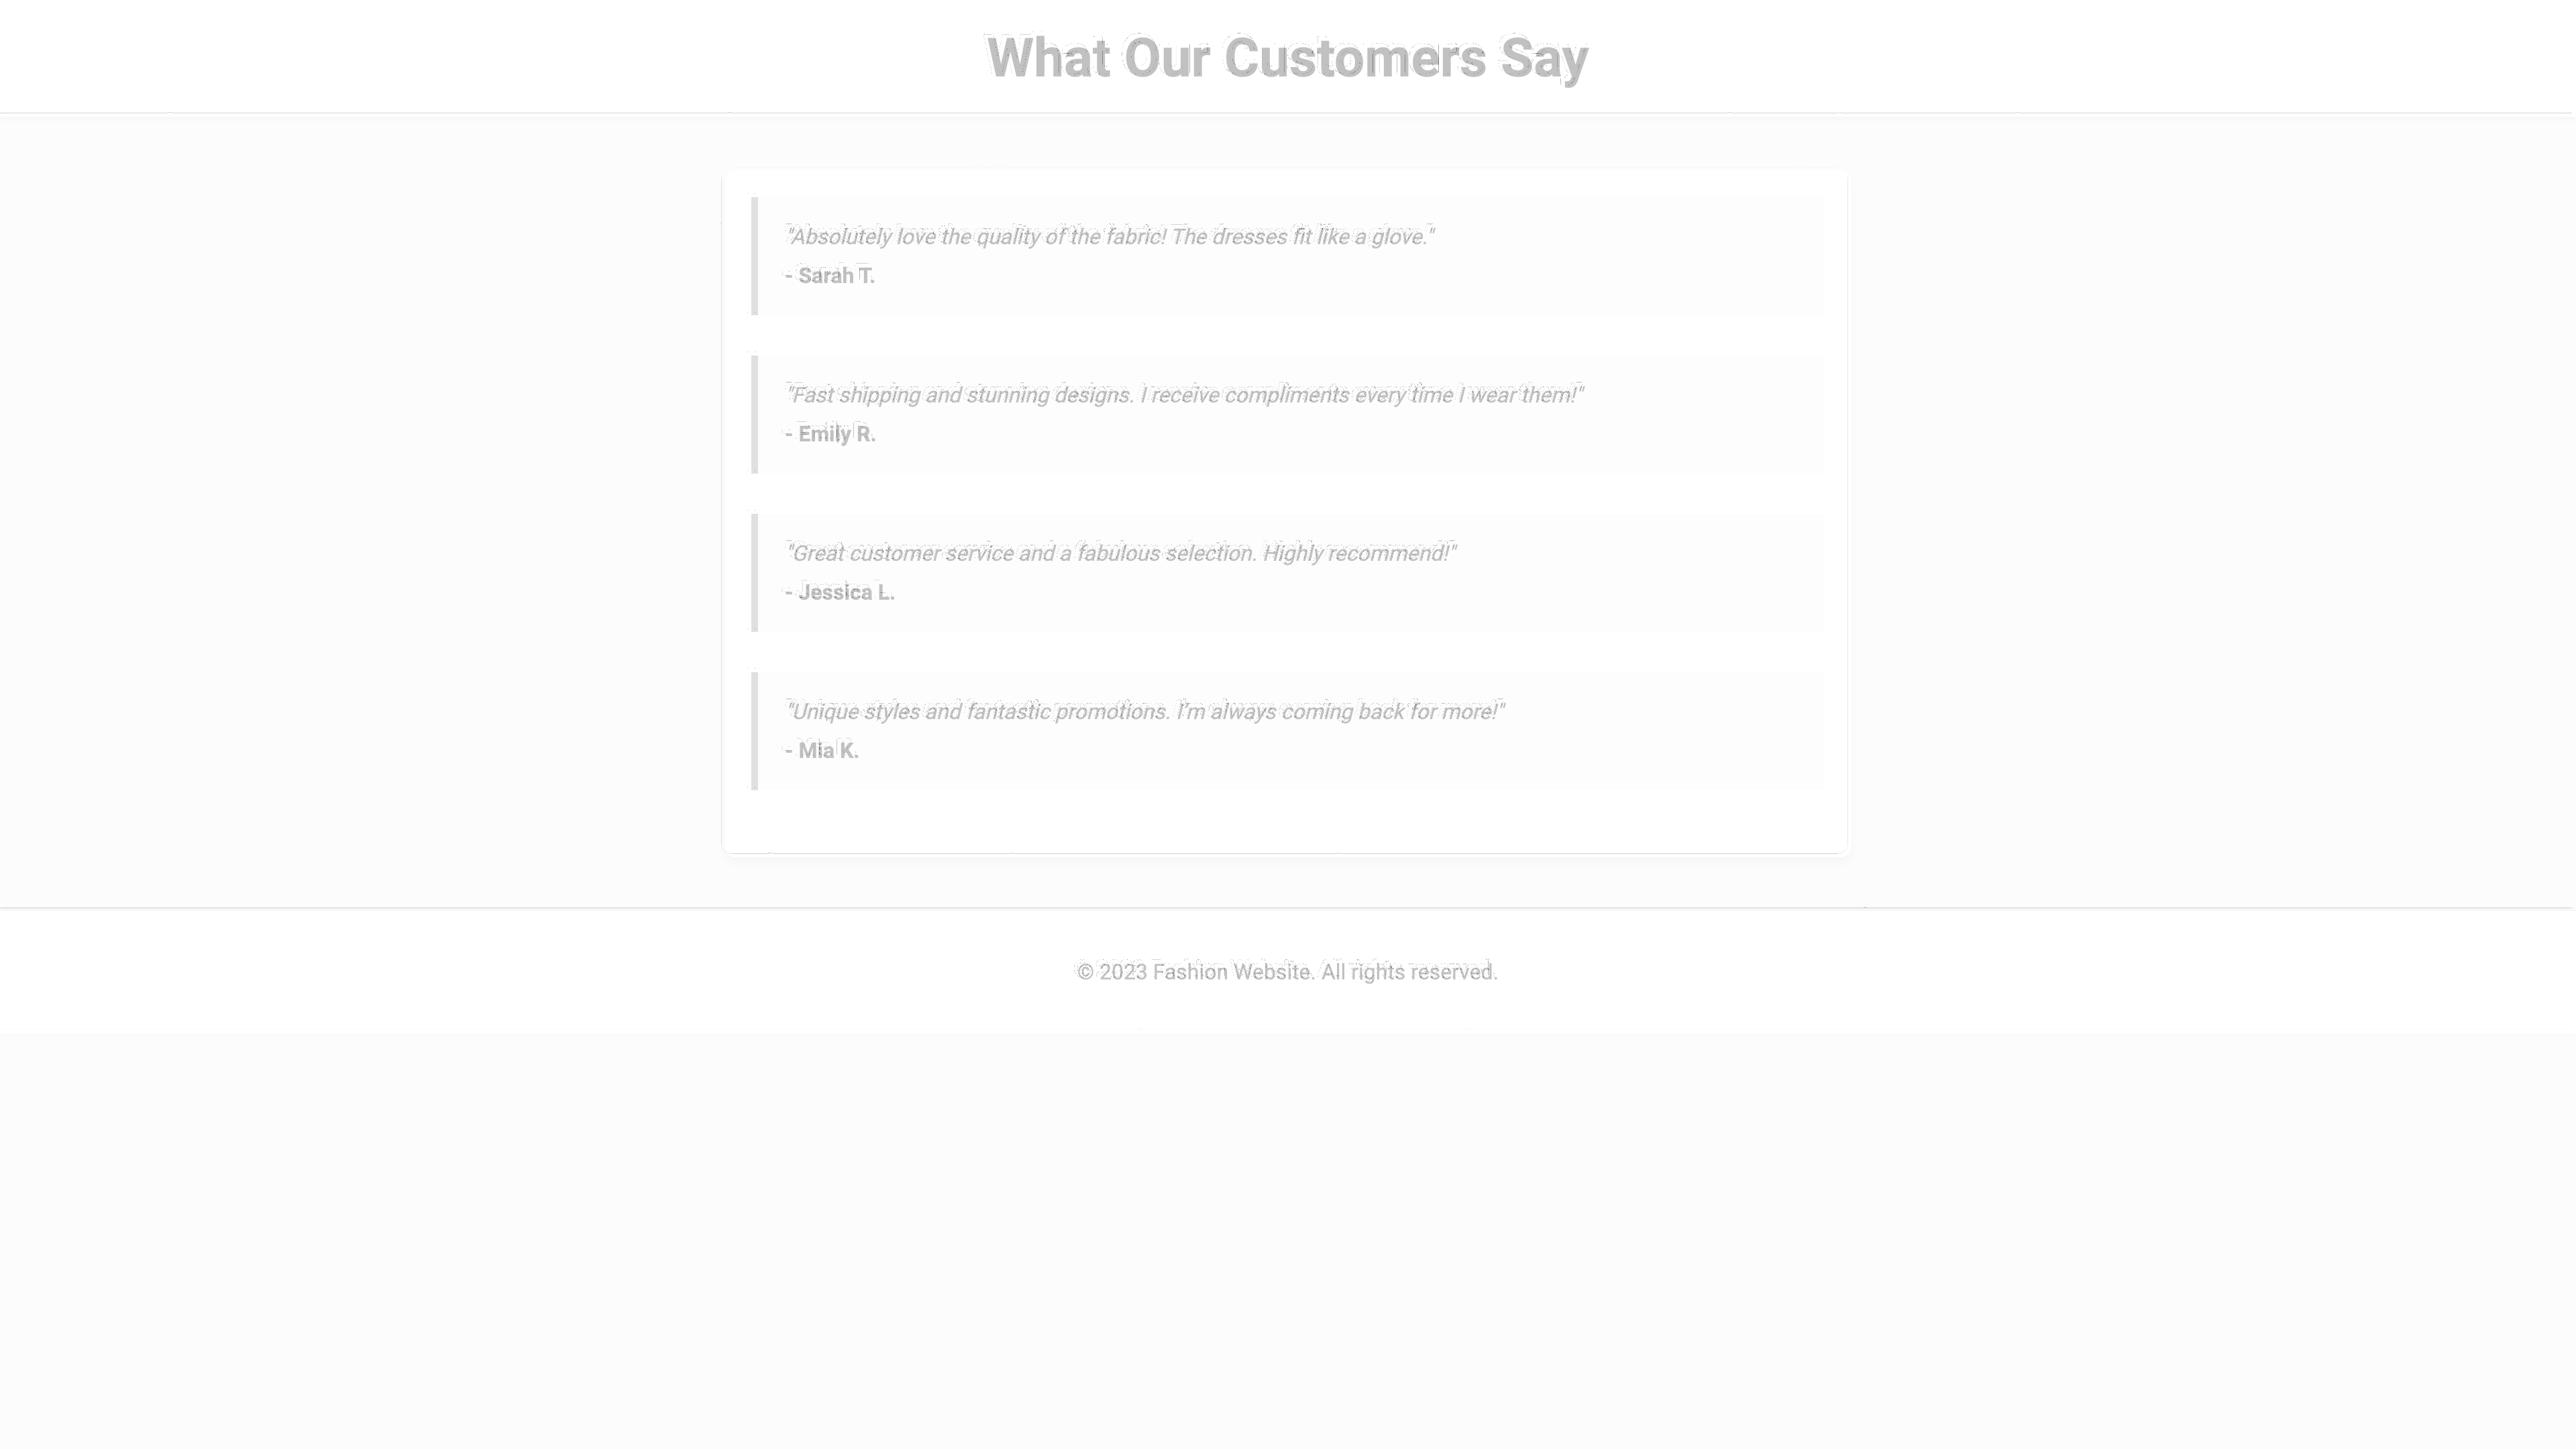 What Our Customers Say
"Absolutely love the quality of the fabric! The dresses fit like a glove."
- Sarah T.
"Fast shipping and stunning designs. I receive compliments every time I wear them!"
- Emily R.
"Great customer service and a fabulous selection. Highly recommend!"
- Jessica L.
"Unique styles and fantastic promotions. I'm always coming back for more!"
- Mia K.
© 2023 Fashion Website. All rights reserved.